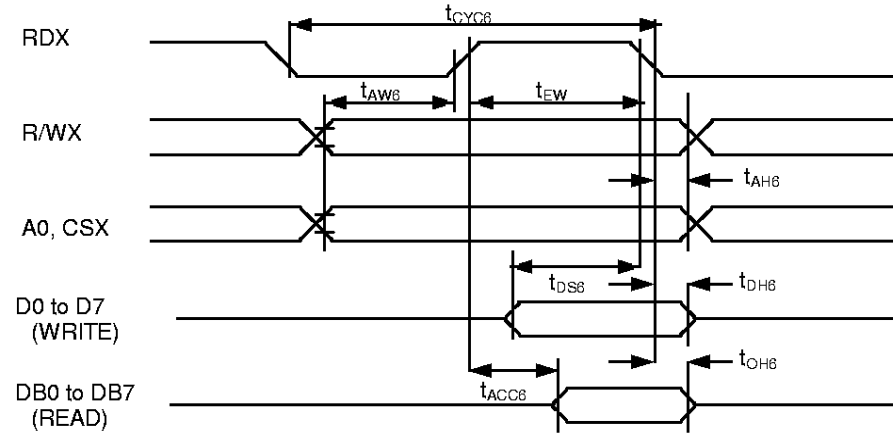 tCYC6
RDX
tAW6 tEW
R/WX
tAH6
A0, CSX
tDS6 tDH6
D0 to D7
(WRITE)
tOH6
tACC6
DB0 to DB7
(READ)